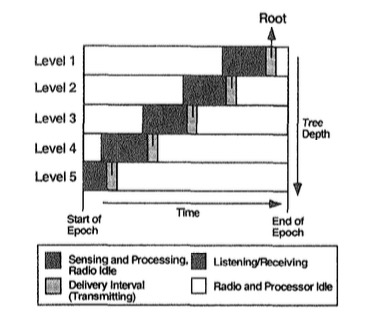 Root
Level 1
Level 2
Level 3
Level 4
Level 5
Tree
Depth
Start of
Epoch
Time
End of
Epoch
Sensing and Processing,
Radio Idle
Listening/Receiving
Delivery Interval
(Transmitting)
Radio and Processor Idle